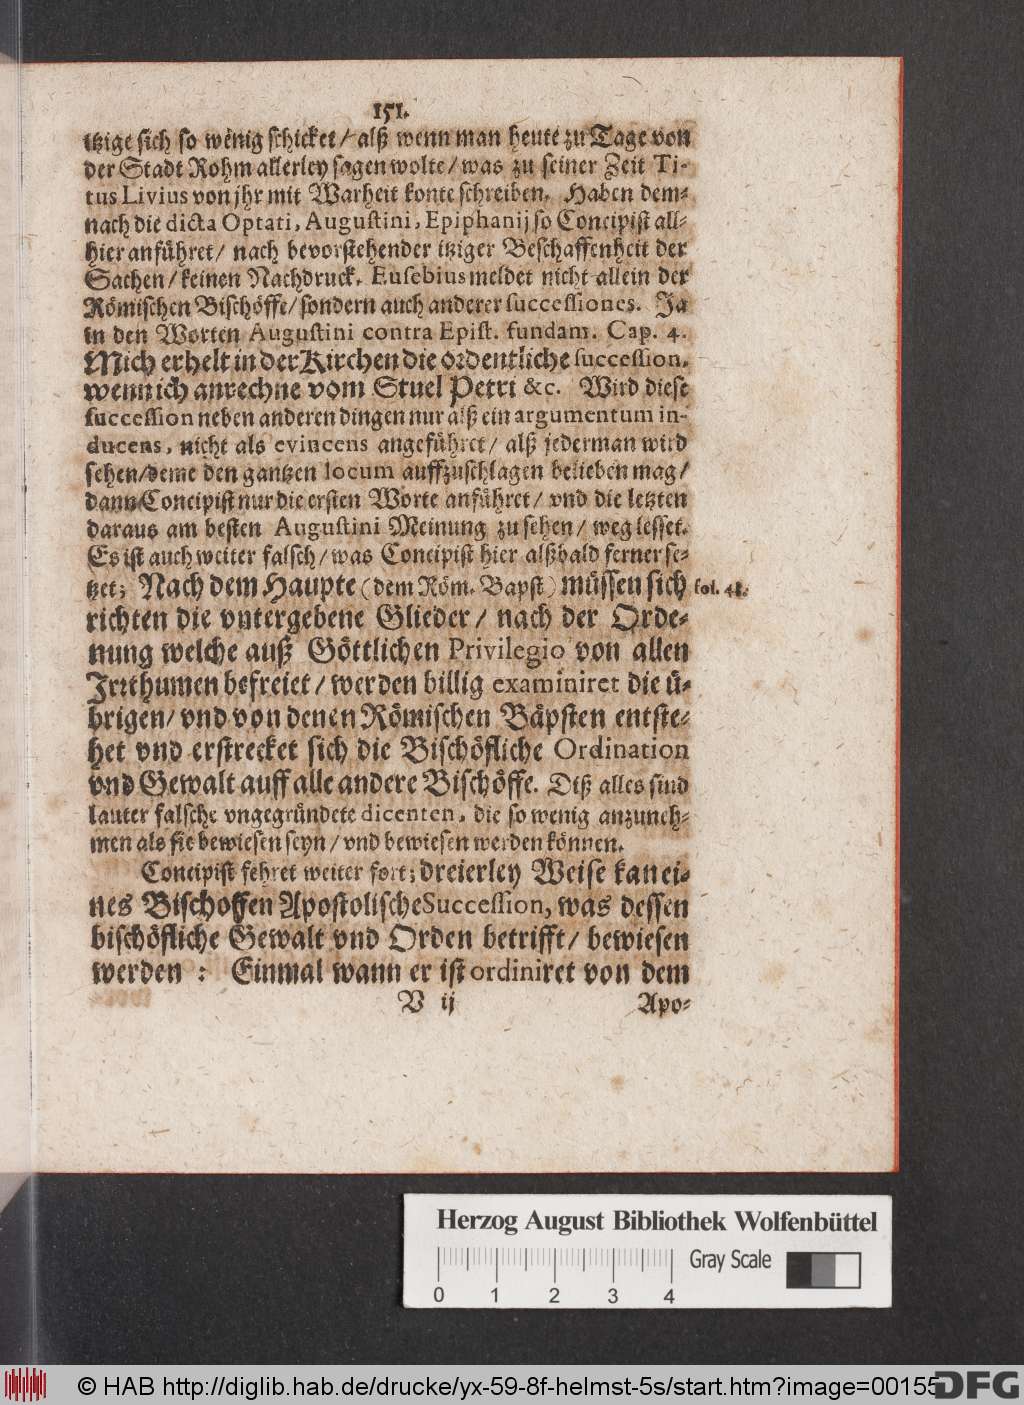 151.
itzige sich so wenig schicket / alß wenn man heute zu Tage von
der Stadt Rohm allerley sagen wolte / was zu seiner Zeit Ti-
tus Livius von jhr mit Warheit konte schreiben. Haben dem-
nach die dicta Optati, Augustini, Epiphanij so Concipist all-
hier anführet / nach bevorstehender itziger Beschaffenheit der
Sachen / keinen Nachdruck. Eusebius meldet nicht allein der
Römischen Bischöffe / sondern auch anderer successiones. Ja
in den Worten Augustini contra Epist. fundam. Cap. 4.
Mich erhelt in der Kirchen die ordentliche succession,
wenn ich anrechne vom Stuel Petri &c. Wird diese
succession neben anderen dingen nur alß ein argumentum in-
ducens, nicht als evincens angeführet / alß jederman wird
sehen / deme den gantzen locum auffzuschlagen belieben mag /
dann Concipist nur die ersten Worte anführet / vnd die letzten
daraus am besten Augustini Meinung zu sehen / weg lesset.
Es ist auch weiter falsch / was Concipist hier alßbald ferner se-
tzet; Nach dem Haupte (dem Röm. Bapst) müssen sich fol. 48.
richten die vntergebene Glieder / nach der Orde-
nung welche auß Göttlichen Privilegio von allen
Irrthumen befreiet / werden billig examiniret die ü-
brigen / vnd von denen Römischen Bäpsten entste-
het vnd erstrecket sich die Bischöfliche Ordination
vnd Gewalt auff alle andere Bischöffe. Diß alles sind
lauter falsche vngegründete dicenten, die so wenig anzuneh-
men als sie bewiesen seyn / vnd bewiesen werden können.
Concipist fehret weiter fort; dreierley Weise kan ei-
nes Bischoffen Apostolische Succession, was dessen
bischöfliche Gewalt vnd Orden betrifft / bewiesen
werden : Einmal wann er ist ordiniret von dem
V ij Apo-
Herzog August Bibliothek Wolfenbüttel
Gray Scale
0 1 2 3 4
© HAB http://diglib.hab.de/drucke/yx-59-8f-helmst-5s/start.htm?image=00155
DFG